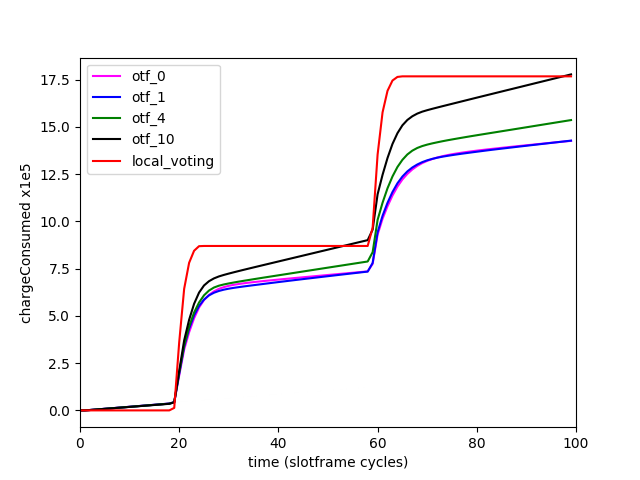 otf_0
otf_1
otf_4
otf_10
local_voting
17.5
15.0
12.5
10.0
7.5
5.0
2.5
0.0
chargeConsumed x1e5
0 20 40 60 80 100
time (slotframe cycles)